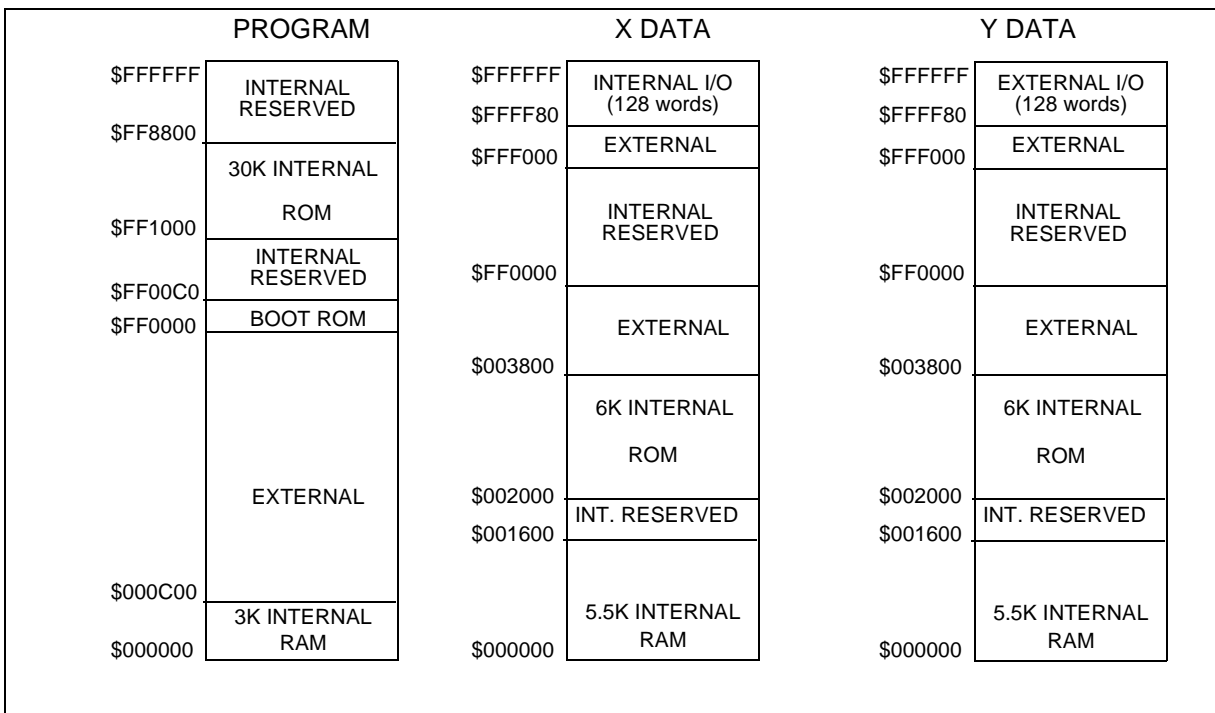 PROGRAM
$FFFFFF
INTERNAL
RESERVED
$FF8800
30K INTERNAL
ROM
$FF1000
INTERNAL
RESERVED
$FF00C0
BOOT ROM
$FF0000
EXTERNAL
$000C00
3K INTERNAL
RAM
$000000
X DATA
$FFFFFF
INTERNAL I/O
(128 words)
$FFFF80
EXTERNAL
$FFF000
INTERNAL
RESERVED
$FF0000
EXTERNAL
$003800
6K INTERNAL
ROM
$002000
INT. RESERVED
$001600
5.5K INTERNAL
RAM
$000000
Y DATA
$FFFFFF
EXTERNAL I/O
(128 words)
$FFFF80
EXTERNAL
$FFF000
INTERNAL
RESERVED
$FF0000
EXTERNAL
$003800
6K INTERNAL
ROM
$002000
INT. RESERVED
$001600
5.5K INTERNAL
RAM
$000000